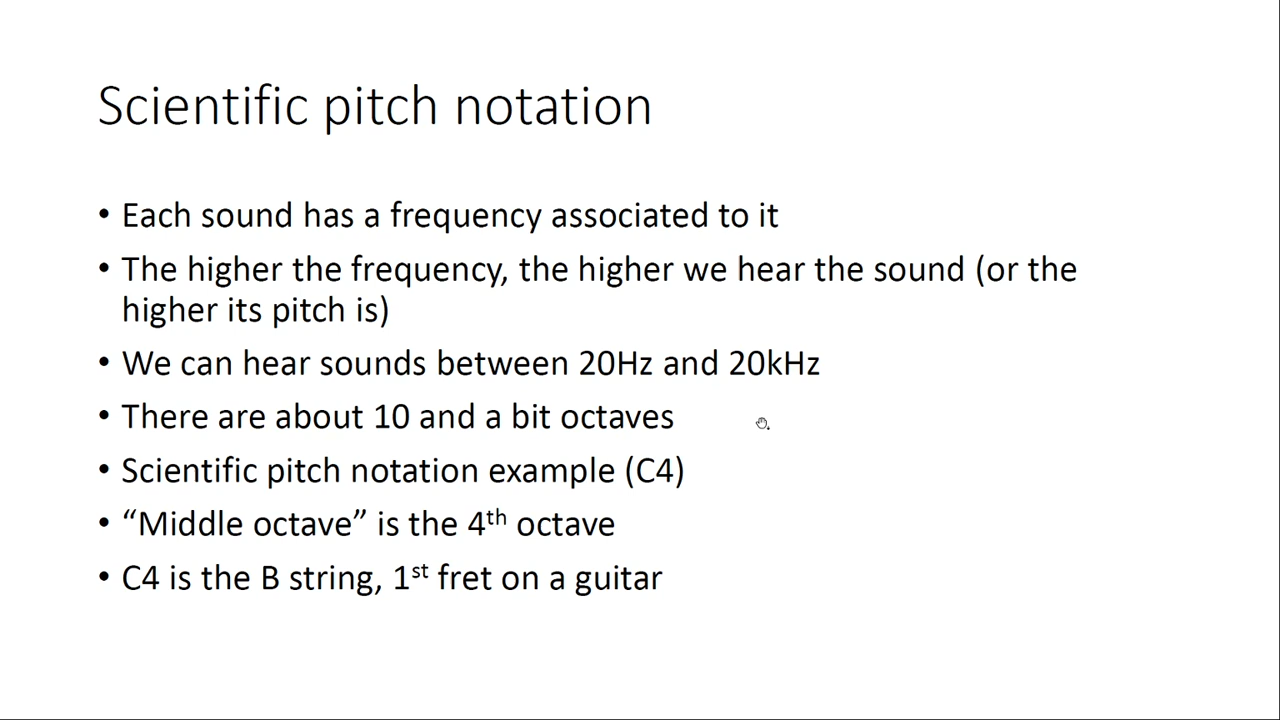 Scientific pitch notation
• Each sound has a frequency associated to it
• The higher the frequency, the higher we hear the sound (or the
higher its pitch is)
• We can hear sounds between 20Hz and 20kHz
• There are about 10 and a bit octaves
• Scientific pitch notation example (C4)
• “Middle octave” is the 4th octave
• C4 is the B string, 1st fret on a guitar